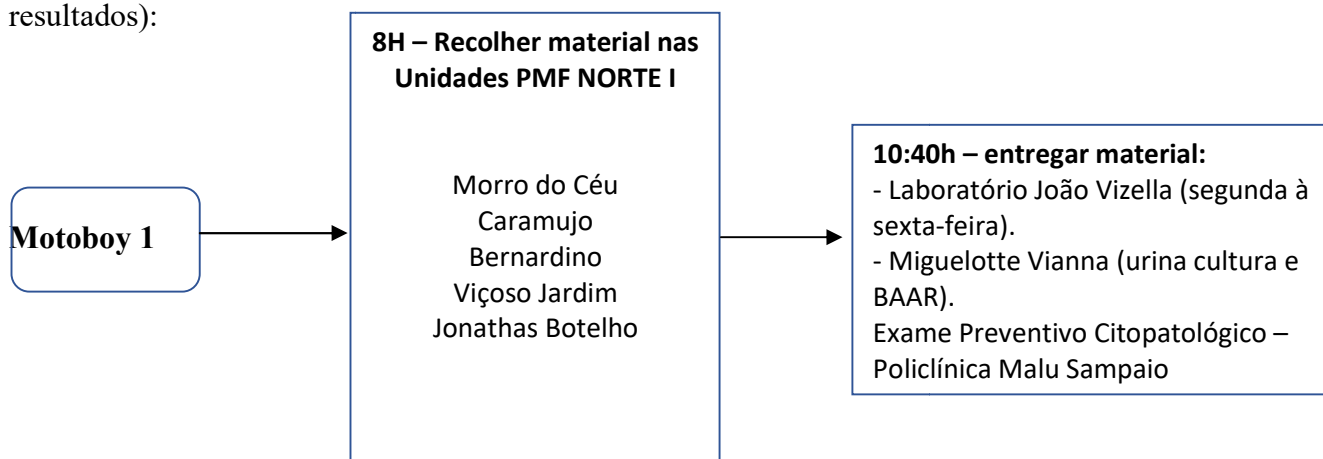 resultados):
Motoboy 1
8H – Recolher material nas
Unidades PMF NORTE I
Morro do Céu
Caramujo
Bernardino
Viçoso Jardim
Jonathas Botelho
10:40h – entregar material:
- Laboratório João Vizella (segunda à
sexta-feira).
- Miguelotte Vianna (urina cultura e
BAAR).
Exame Preventivo Citopatológico –
Policlínica Malu Sampaio